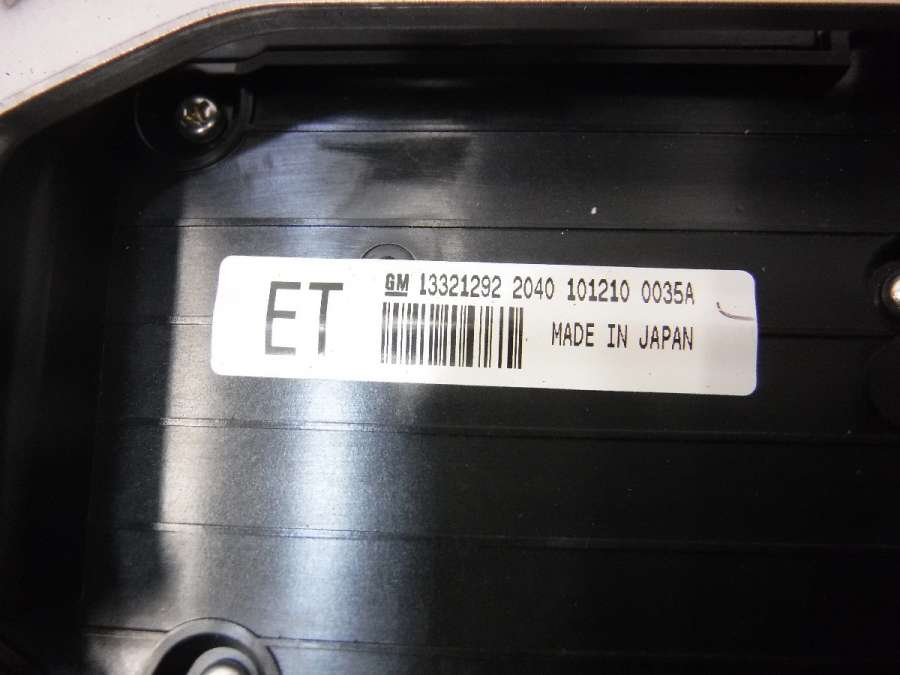 ET
GM 13321292 2040 101210 0035A
MADE IN JAPAN